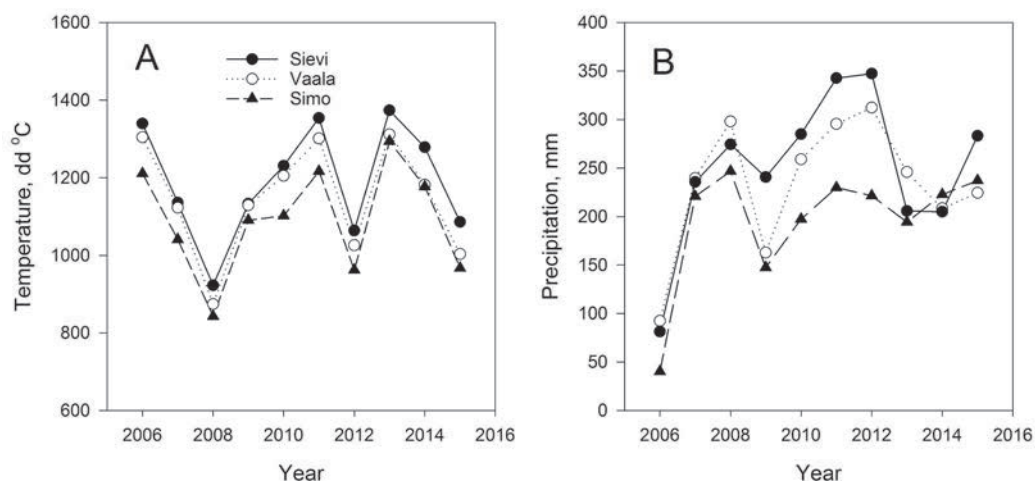 A
Sievi
Vaala
Simo
1600
1400
1200
1000
800
600
Temperature, dd °C
2006 2008 2010 2012 2014 2016
Year
B
400
350
300
250
200
150
100
50
0
Precipitation, mm
2006 2008 2010 2012 2014 2016
Year